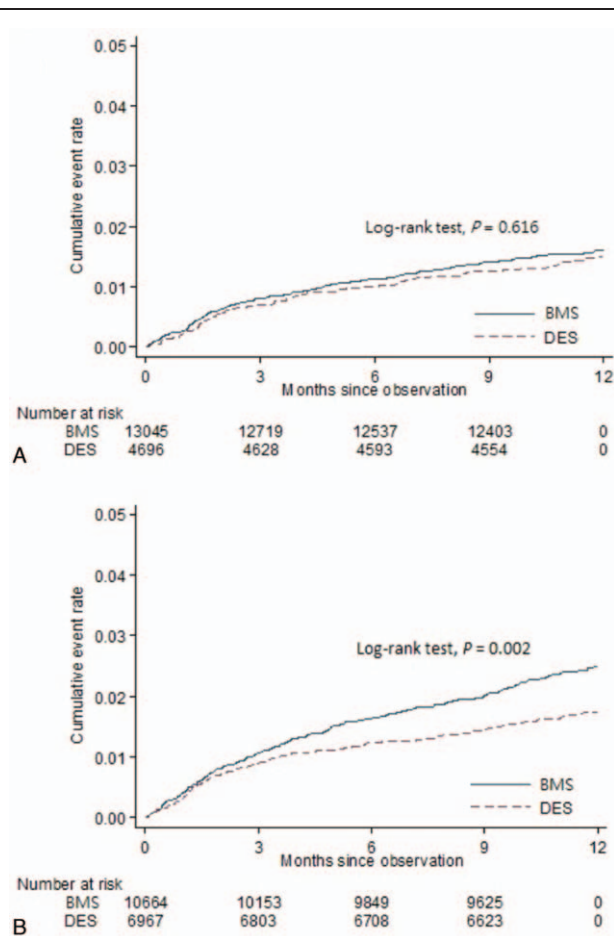 0.05
0.04
0.03
0.02
0.01
0.00
Cumulative event rate
Log-rank test, P = 0.616
BMS
DES
0 3 6 9 12
Months since observation
Number at risk
BMS 13045 12719 12537 12403 0
DES 4696 4628 4593 4554 0
A
0.05
0.04
0.03
0.02
0.01
0.00
Cumulative event rate
Log-rank test, P = 0.002
BMS
DES
0 3 6 9 12
Months since observation
Number at risk
BMS 10664 10153 9849 9625 0
DES 6967 6803 6708 6623 0
B